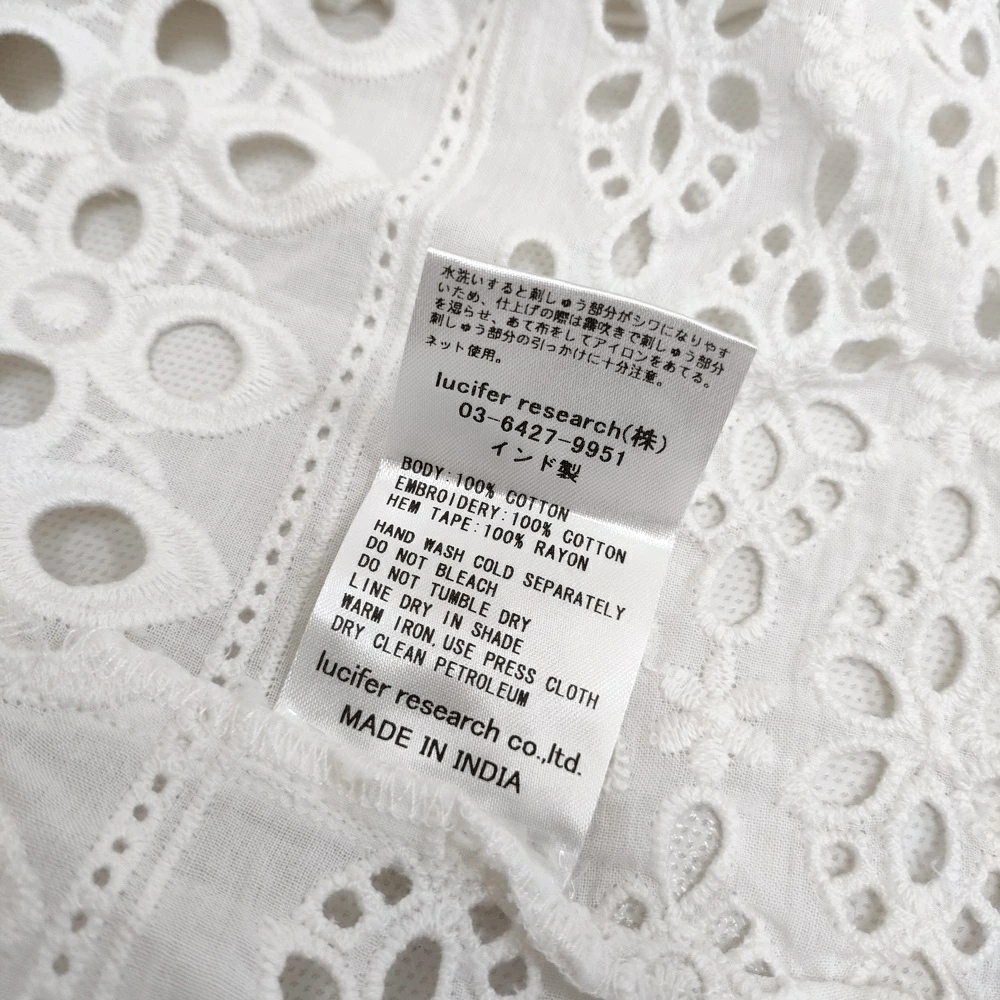 水洗いすると刺しゅう部分がシワになりやす
いため、仕上げの際は霧吹きで刺しゅう部分
を湿らせ、あて布をしてアイロンをあてる。
刺しゅう部分の引っかけに十分注意。
ネット使用。
lucifer research(株)
03-6427-9951
インド製
BODY:100% COTTON
EMBROIDERY:100% COTTON
HEM TAPE:100% RAYON
HAND WASH COLD SEPARATELY
DO NOT BLEACH
DO NOT TUMBLE DRY
LINE DRY IN SHADE
WARM IRON,USE PRESS CLOTH
DRY CLEAN PETROLEUM
lucifer research co.,ltd.
MADE IN INDIA